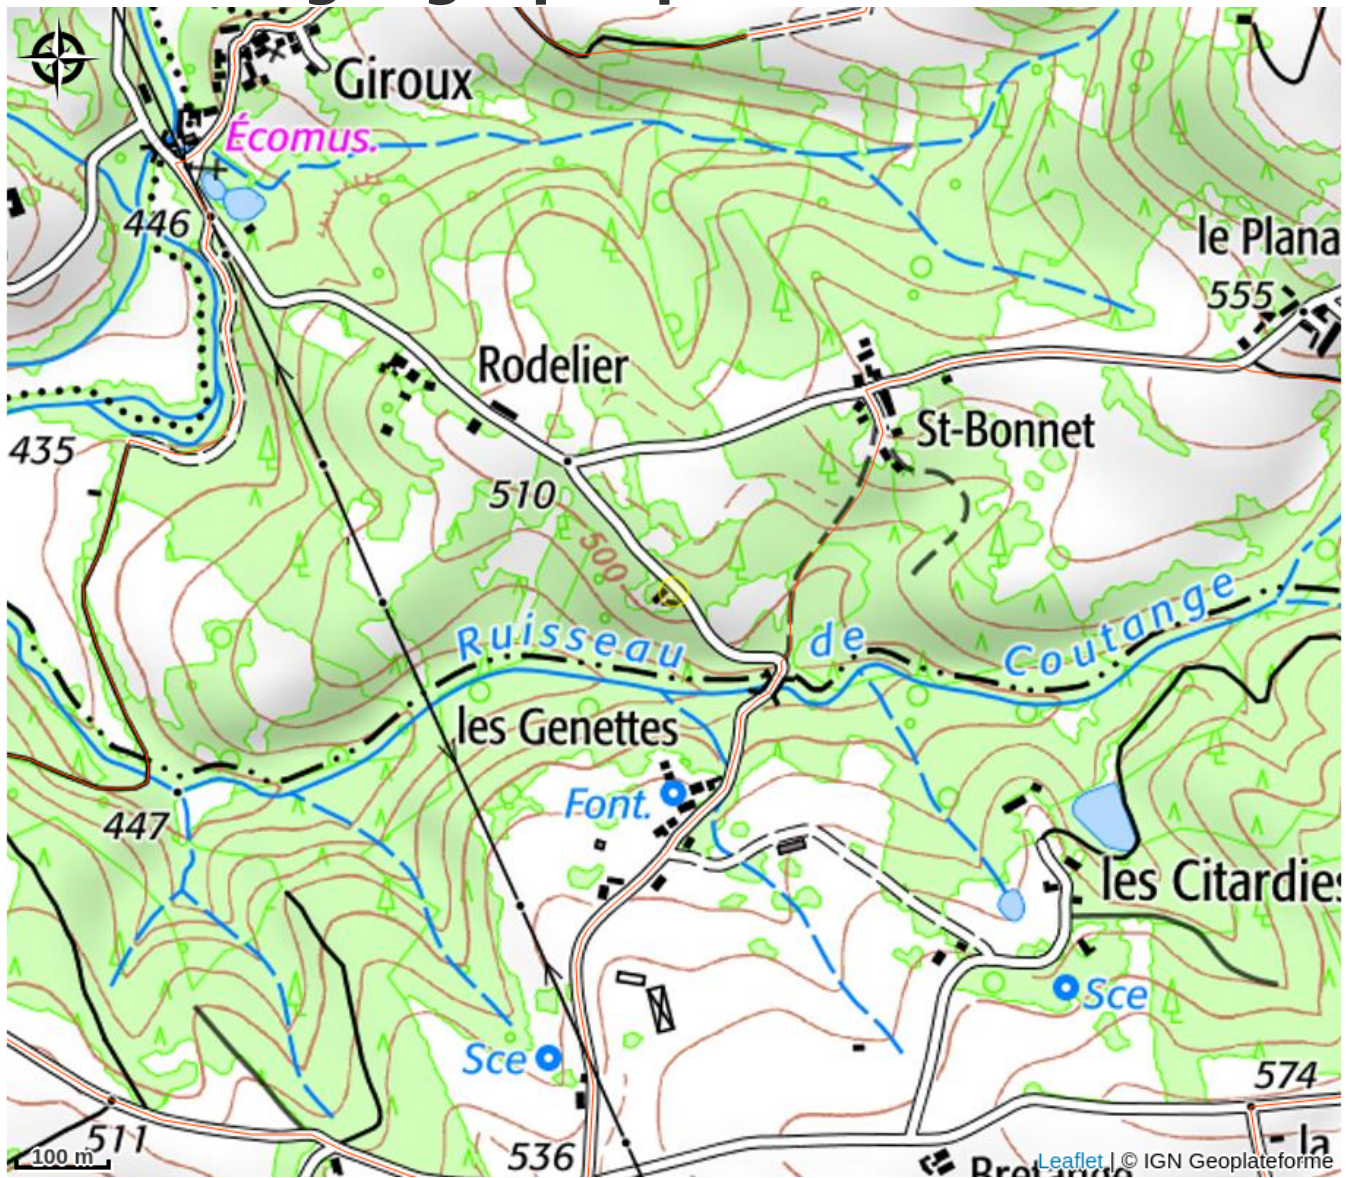 Giroux
Écomus.
446
le Plana
555
Rodelier
St-Bonnet
435
510
500
Ruisseau de Coutange
les Genettes
Font.
447
les Citardies
Sce
Sce
574
511
536
la
100 m
Leaflet | © IGN Geoplateforme